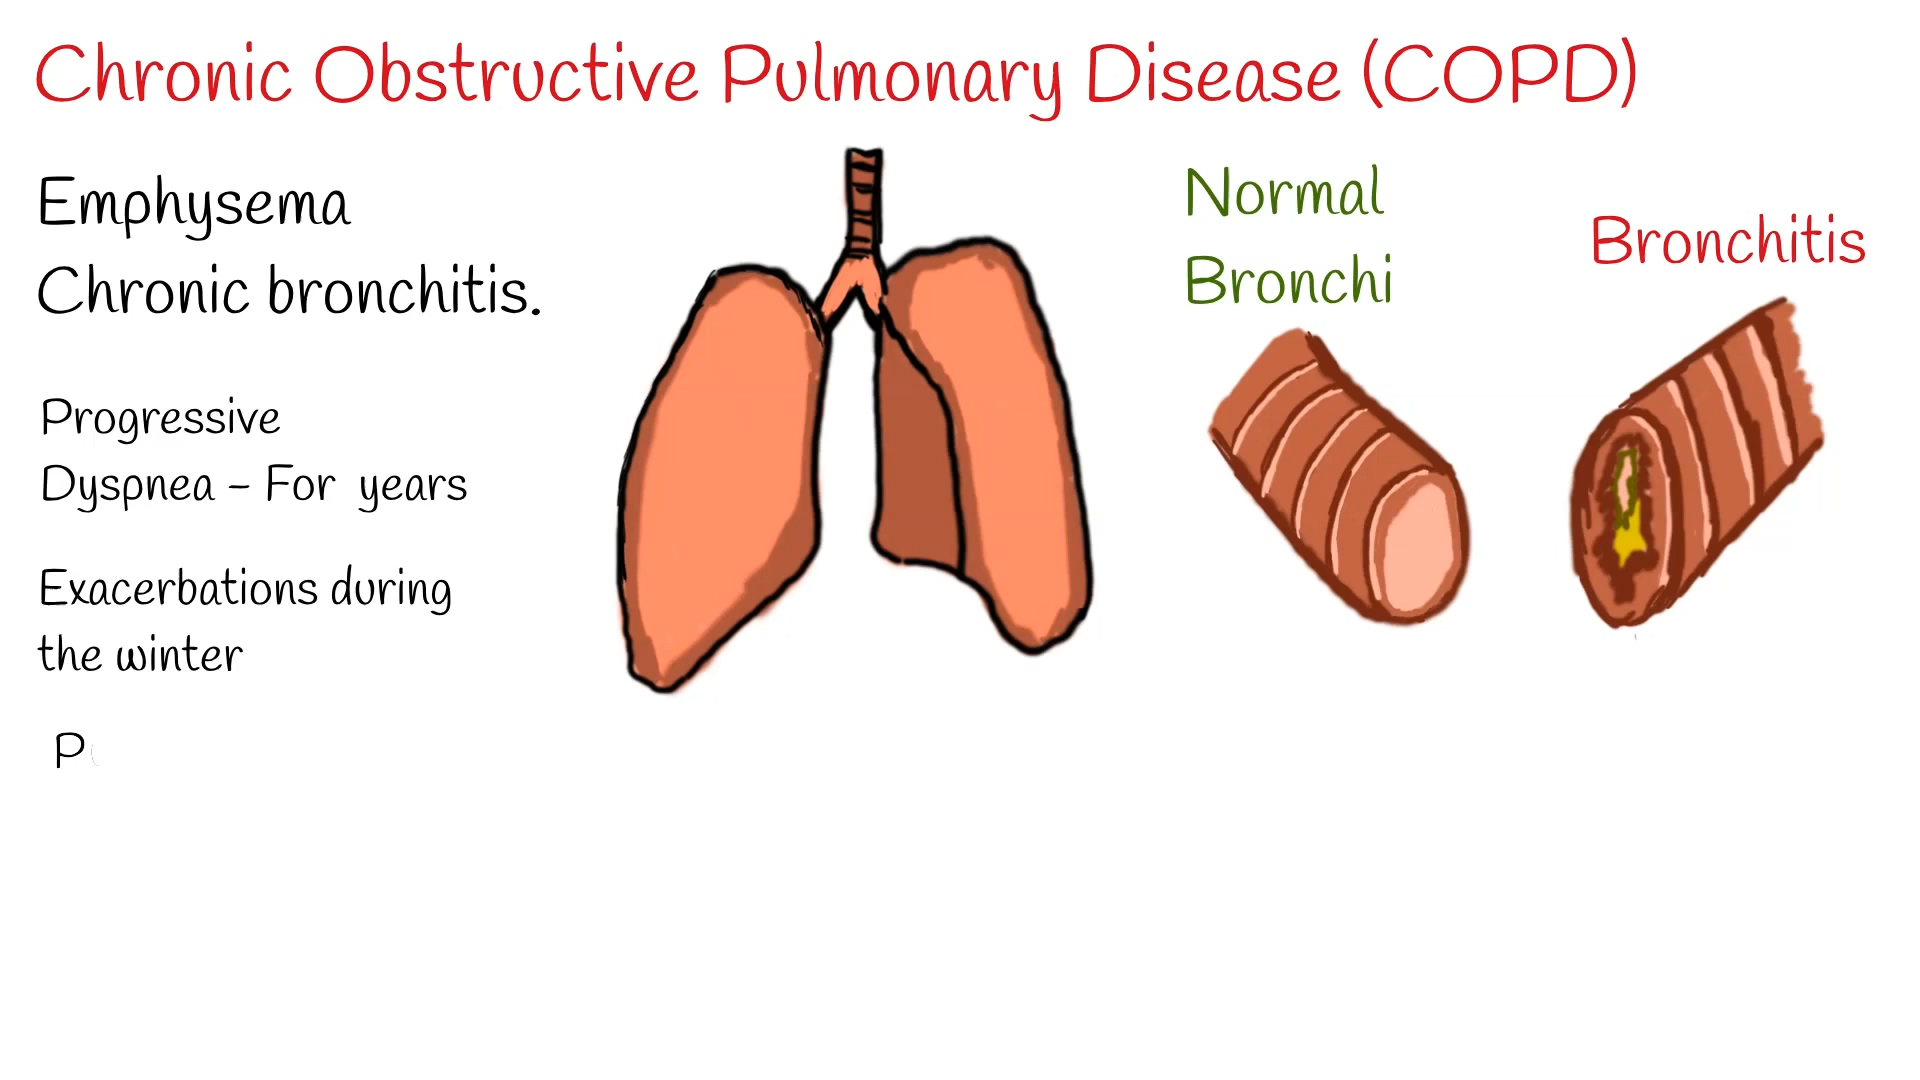 Chronic Obstructive Pulmonary Disease (COPD)
Emphysema
Chronic bronchitis.
Progressive
Dyspnea – For years
Exacerbations during
the winter
P
Normal
Bronchi
Bronchitis